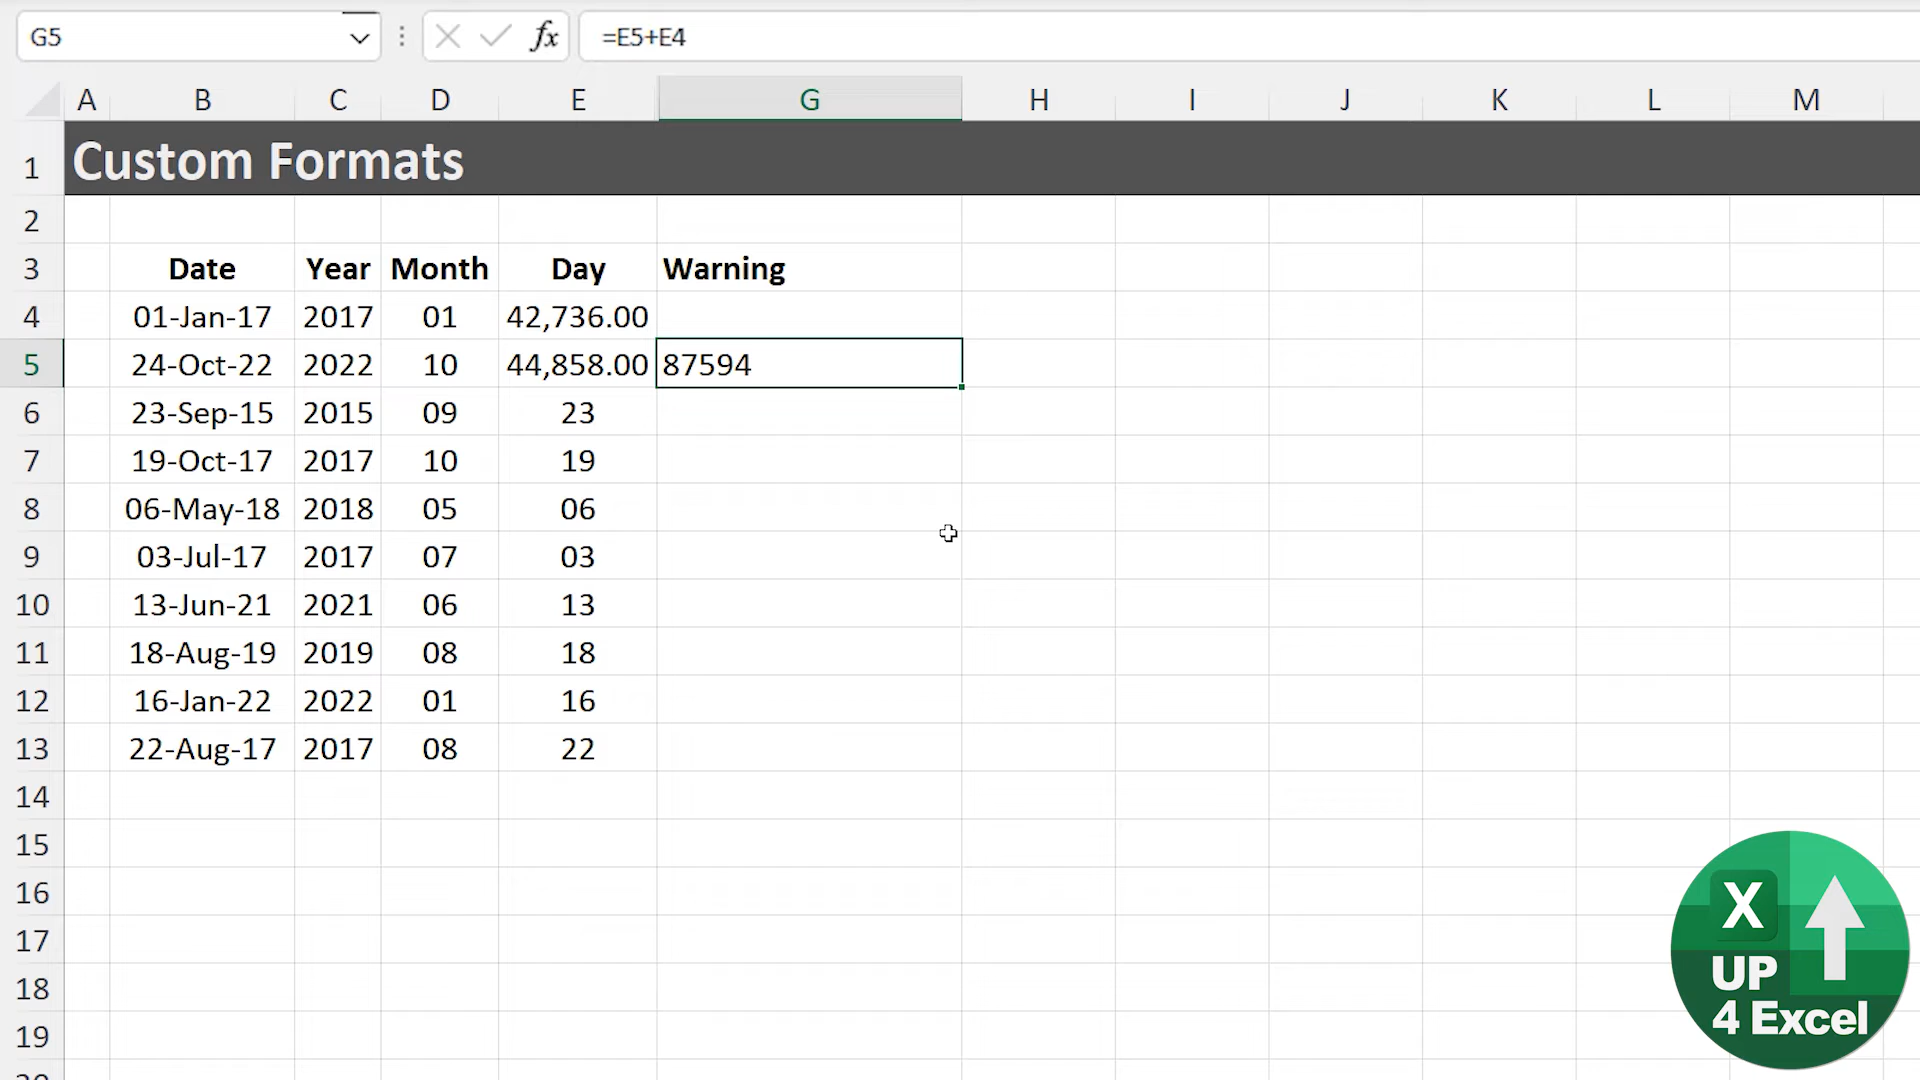 G5 fx =E5+E4
A B C D E G H I J K L M
1 Custom Formats
2
3 Date Year Month Day Warning
4 01-Jan-17 2017 01 42,736.00
5 24-Oct-22 2022 10 44,858.00 87594
6 23-Sep-15 2015 09 23
7 19-Oct-17 2017 10 19
8 06-May-18 2018 05 06
9 03-Jul-17 2017 07 03
10 13-Jun-21 2021 06 13
11 18-Aug-19 2019 08 18
12 16-Jan-22 2022 01 16
13 22-Aug-17 2017 08 22
14
15
16
17
18
19
X
UP
4 Excel